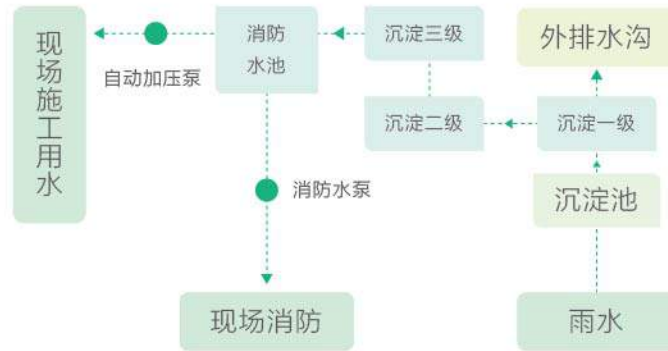 现场施工用水
自动加压泵
消防
水池
沉淀三级
外排水沟
沉淀二级
沉淀一级
消防水泵
沉淀池
现场消防
雨水